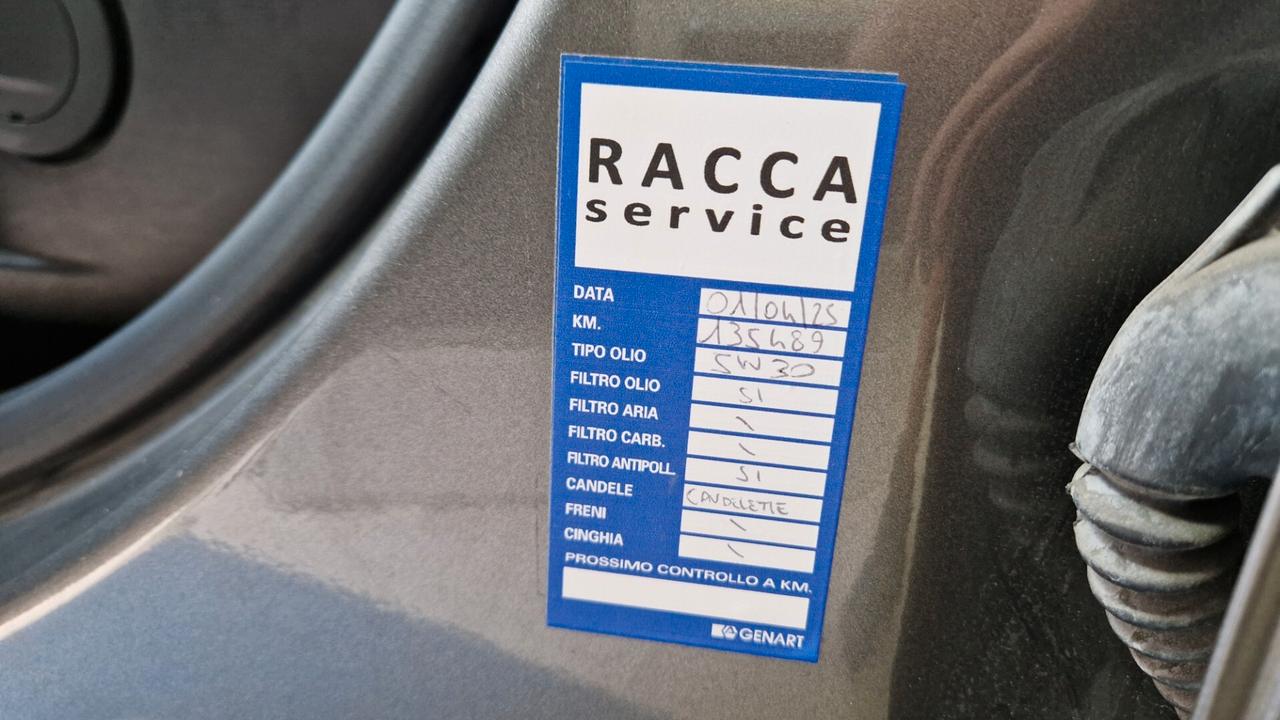 RACCA
service
DATA 01/04/25
KM. 135489
TIPO OLIO 5W30
FILTRO OLIO SI
FILTRO ARIA \
FILTRO CARB. \
FILTRO ANTIPOLL. SI
CANDELE CANDELETTE
FRENI \
CINGHIA \
PROSSIMO CONTROLLO A KM.
GENART